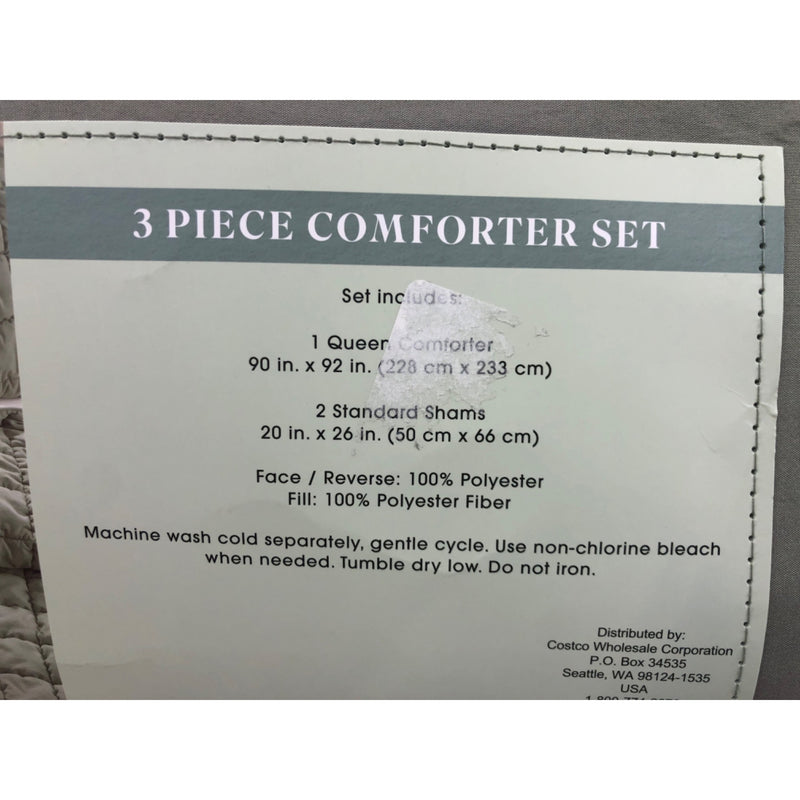 3 PIECE COMFORTER SET
Set includes:
1 Queen Comforter
90 in. x 92 in. (228 cm x 233 cm)
2 Standard Shams
20 in. x 26 in. (50 cm x 66 cm)
Face / Reverse: 100% Polyester
Fill: 100% Polyester Fiber
Machine wash cold separately, gentle cycle. Use non-chlorine bleach
when needed. Tumble dry low. Do not iron.
Distributed by:
Costco Wholesale Corporation
P.O. Box 34535
Seattle, WA 98124-1535
USA